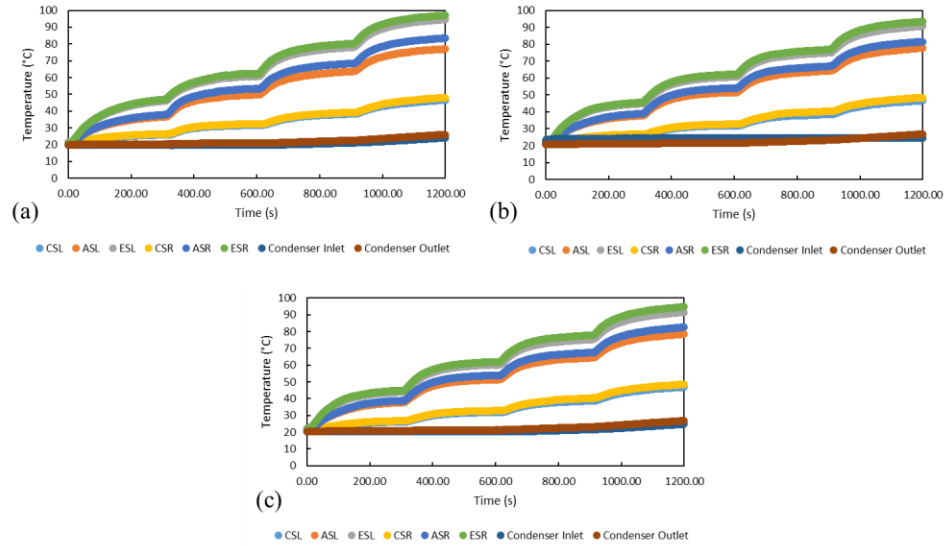 100
90
80
70
60
50
40
30
20
10
0
Temperature (°C)
0.00 200.00 400.00 600.00 800.00 1000.00 1200.00
Time (s)
(a)
CSL ASL ESL CSR ASR ESR Condenser Inlet Condenser Outlet
100
90
80
70
60
50
40
30
20
10
0
Temperature (°C)
0.00 200.00 400.00 600.00 800.00 1000.00 1200.00
Time (s)
(b)
CSL ASL ESL CSR ASR ESR Condenser Inlet Condenser Outlet
100
90
80
70
60
50
40
30
20
10
0
Temperature (°C)
0.00 200.00 400.00 600.00 800.00 1000.00 1200.00
Time (s)
(c)
CSL ASL ESL CSR ASR ESR Condenser Inlet Condenser Outlet